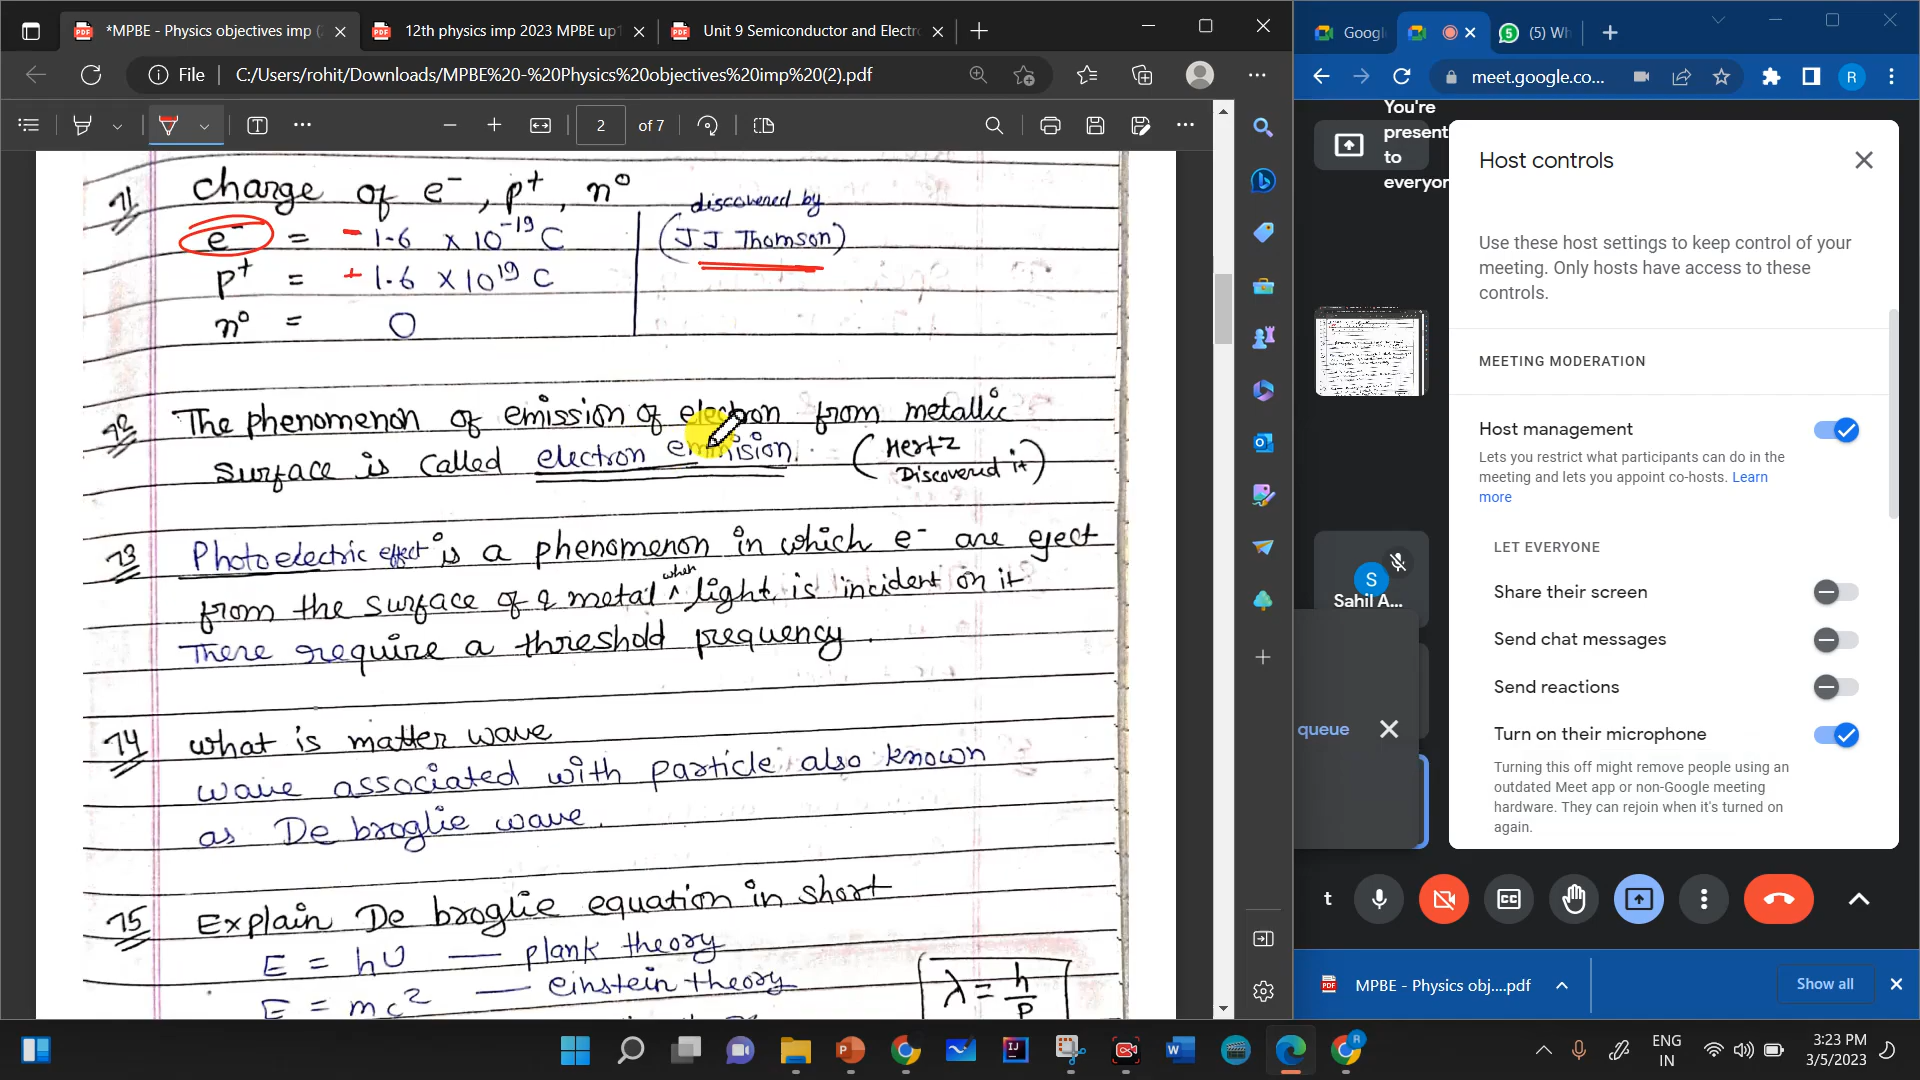 *MPBE - Physics objectives imp (2
12th physics imp 2023 MPBE up
Unit 9 Semiconductor and Electr
File
C:/Users/rohit/Downloads/MPBE%20-%20Physics%20objectives%20imp%20(2).pdf
2 of 7
71 charge of e⁻, p⁺, n⁰
e⁻ = - 1.6 x 10⁻¹⁹ C
discovered by
(JJ Thomson)
p⁺ = + 1.6 x 10¹⁹ C
n⁰ = 0
72 The phenomenon of emission of electron from metallic
surface is called electron emmision. (Hertz
Discovered it)
73 Photoelectric effect is a phenomenon in which e⁻ are eject
from the surface of a metal when light is incident on it
There require a threshold frequency.
74 what is matter wave
wave associated with particle also known
as De broglie wave.
75 Explain De broglie equation in short
E = hυ — plank theory
E = mc² — einstein theory
λ = h/p
Googl
(5) Wh
meet.google.co...
R
You're
present
to
everyon
Host controls
Use these host settings to keep control of your
meeting. Only hosts have access to these
controls.
MEETING MODERATION
Host management
Lets you restrict what participants can do in the
meeting and lets you appoint co-hosts. Learn
more
LET EVERYONE
Share their screen
Send chat messages
Send reactions
Turn on their microphone
Turning this off might remove people using an
outdated Meet app or non-Google meeting
hardware. They can rejoin when it's turned on
again.
S
Sahil A...
queue
t
MPBE - Physics obj....pdf
Show all
ENG
IN
3:23 PM
3/5/2023